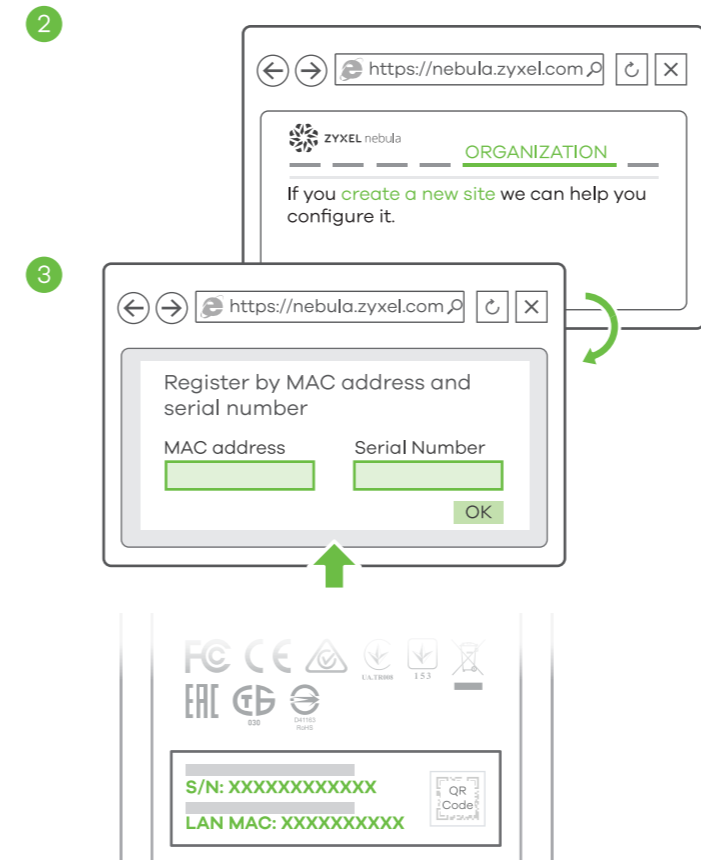 2
https://nebula.zyxel.com
ZYXEL nebula
ORGANIZATION
If you create a new site we can help you
configure it.
3
https://nebula.zyxel.com
Register by MAC address and
serial number
MAC address Serial Number
OK
FC CE UA.TR088 153
EAC 030 D41163
RoHS
S/N: XXXXXXXXXXXX
LAN MAC: XXXXXXXXXX
QR
Code